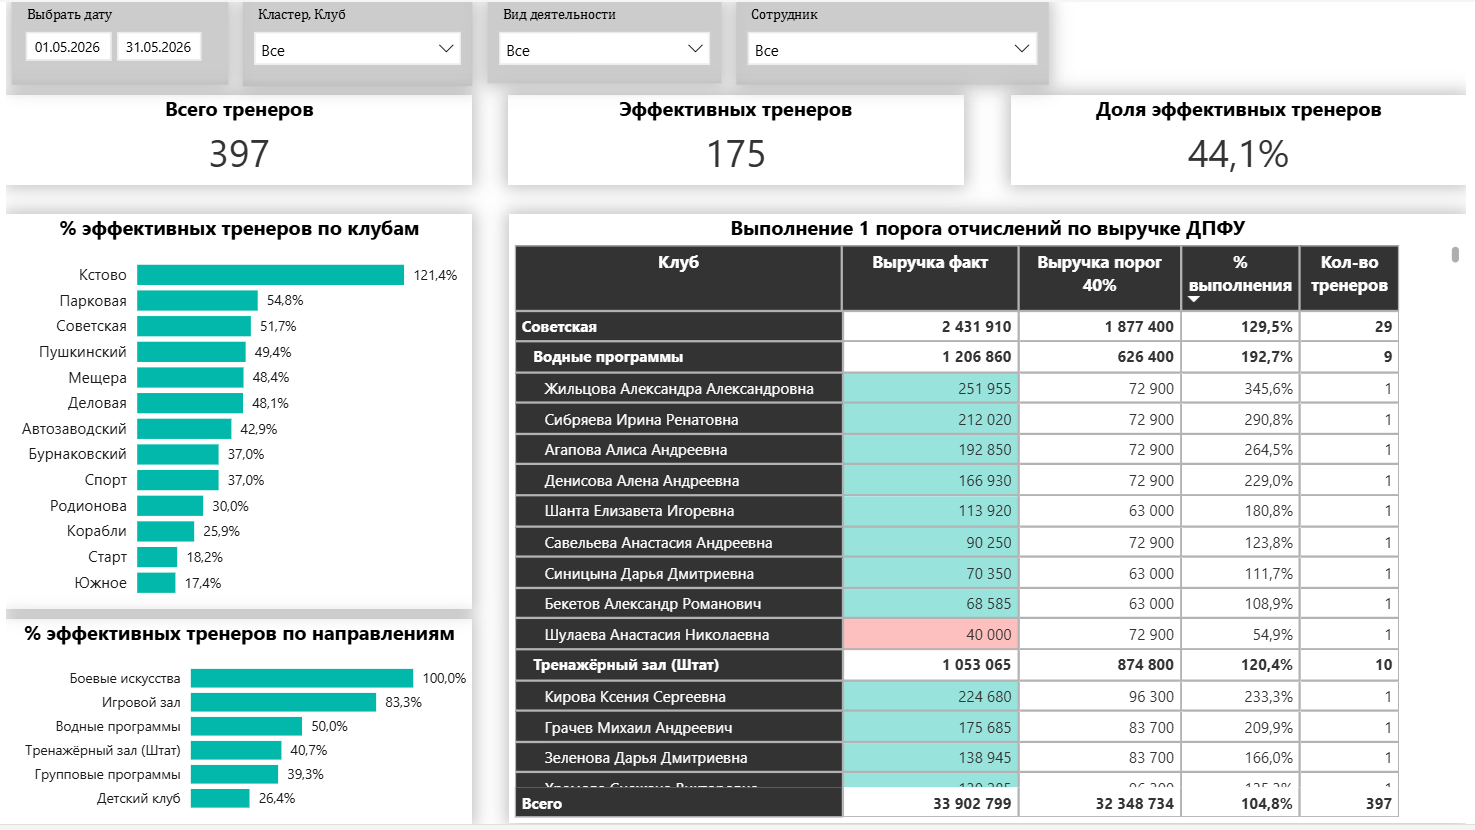 Выбрать дату
01.05.2026 31.05.2026
Кластер, Клуб
Все
Вид деятельности
Все
Сотрудник
Все
Всего тренеров
397
Эффективных тренеров
175
Доля эффективных тренеров
44,1%
% эффективных тренеров по клубам
Кстово 121,4%
Парковая 54,8%
Советская 51,7%
Пушкинский 49,4%
Мещера 48,4%
Деловая 48,1%
Автозаводский 42,9%
Бурнаковский 37,0%
Спорт 37,0%
Родионова 30,0%
Корабли 25,9%
Старт 18,2%
Южное 17,4%
% эффективных тренеров по направлениям
Боевые искусства 100,0%
Игровой зал 83,3%
Водные программы 50,0%
Тренажёрный зал (Штат) 40,7%
Групповые программы 39,3%
Детский клуб 26,4%
Выполнение 1 порога отчислений по выручке ДПФУ
Клуб Выручка факт Выручка порог 40% % выполнения Кол-во тренеров
Советская 2 431 910 1 877 400 129,5% 29
Водные программы 1 206 860 626 400 192,7% 9
Жильцова Александра Александровна 251 955 72 900 345,6% 1
Сибряева Ирина Ренатовна 212 020 72 900 290,8% 1
Агапова Алиса Андреевна 192 850 72 900 264,5% 1
Денисова Алена Андреевна 166 930 72 900 229,0% 1
Шанта Елизавета Игоревна 113 920 63 000 180,8% 1
Савельева Анастасия Андреевна 90 250 72 900 123,8% 1
Синицына Дарья Дмитриевна 70 350 63 000 111,7% 1
Бекетов Александр Романович 68 585 63 000 108,9% 1
Шулаева Анастасия Николаевна 40 000 72 900 54,9% 1
Тренажёрный зал (Штат) 1 053 065 874 800 120,4% 10
Кирова Ксения Сергеевна 224 680 96 300 233,3% 1
Грачев Михаил Андреевич 175 685 83 700 209,9% 1
Зеленова Дарья Дмитриевна 138 945 83 700 166,0% 1
Всего 33 902 799 32 348 734 104,8% 397